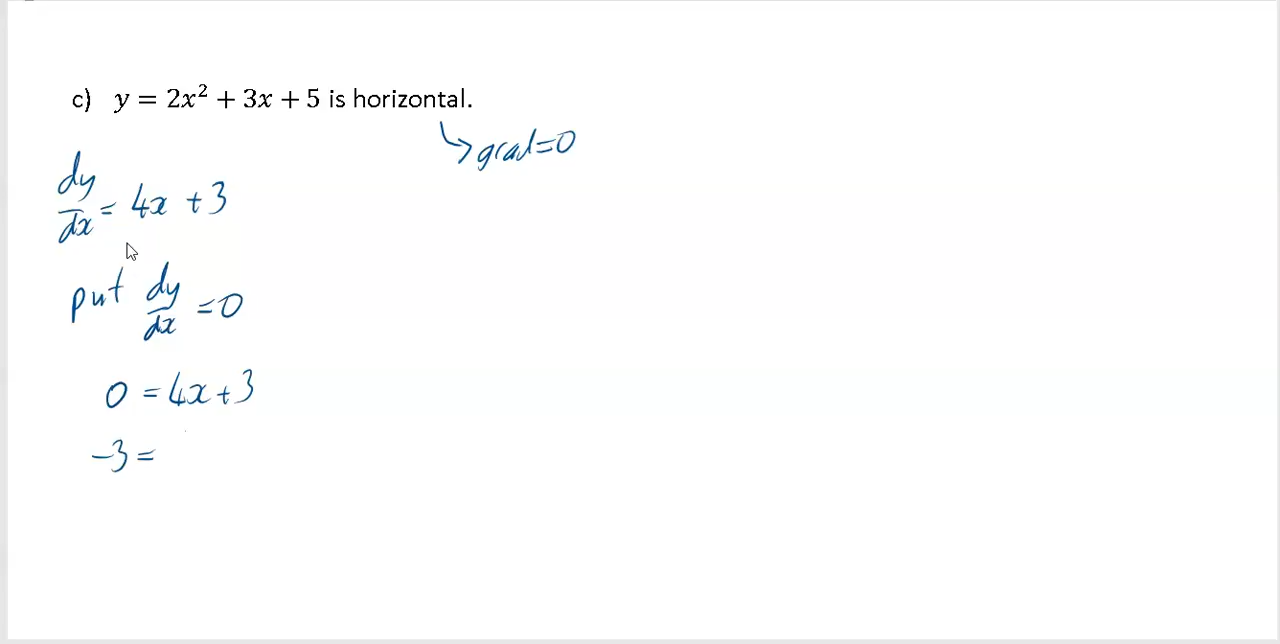 c) y = 2x² + 3x + 5 is horizontal.
↳ grad=0
dy/dx = 4x + 3
put dy/dx = 0
0 = 4x + 3
-3 =